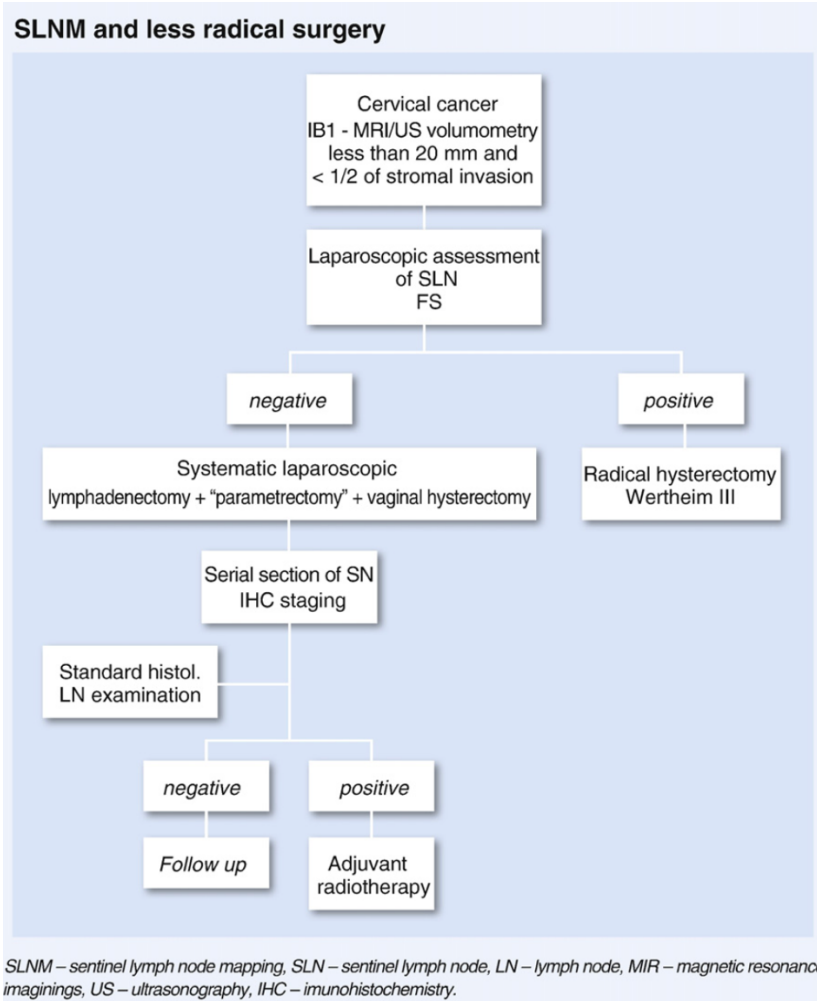 SLNM and less radical surgery
Cervical cancer
IB1 - MRI/US volumometry
less than 20 mm and
< 1/2 of stromal invasion
Laparoscopic assessment
of SLN
FS
negative
positive
Systematic laparoscopic
lymphadenectomy + “parametrectomy” + vaginal hysterectomy
Radical hysterectomy
Wertheim III
Serial section of SN
IHC staging
Standard histol.
LN examination
negative
positive
Follow up
Adjuvant
radiotherapy
SLNM – sentinel lymph node mapping, SLN – sentinel lymph node, LN – lymph node, MIR – magnetic resonance
imaginings, US – ultrasonography, IHC – imunohistochemistry.